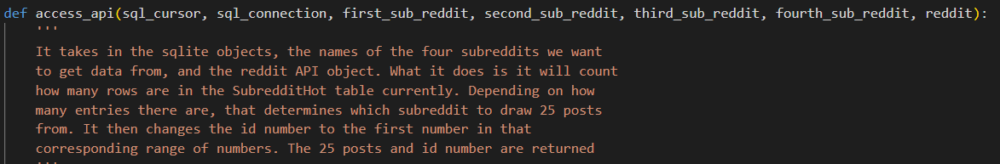 def access_api(sql_cursor, sql_connection, first_sub_reddit, second_sub_reddit, third_sub_reddit, fourth_sub_reddit, reddit):
'''
It takes in the sqlite objects, the names of the four subreddits we want
to get data from, and the reddit API object. What it does is it will count
how many rows are in the SubredditHot table currently. Depending on how
many entries there are, that determines which subreddit to draw 25 posts
from. It then changes the id number to the first number in that
corresponding range of numbers. The 25 posts and id number are returned
'''